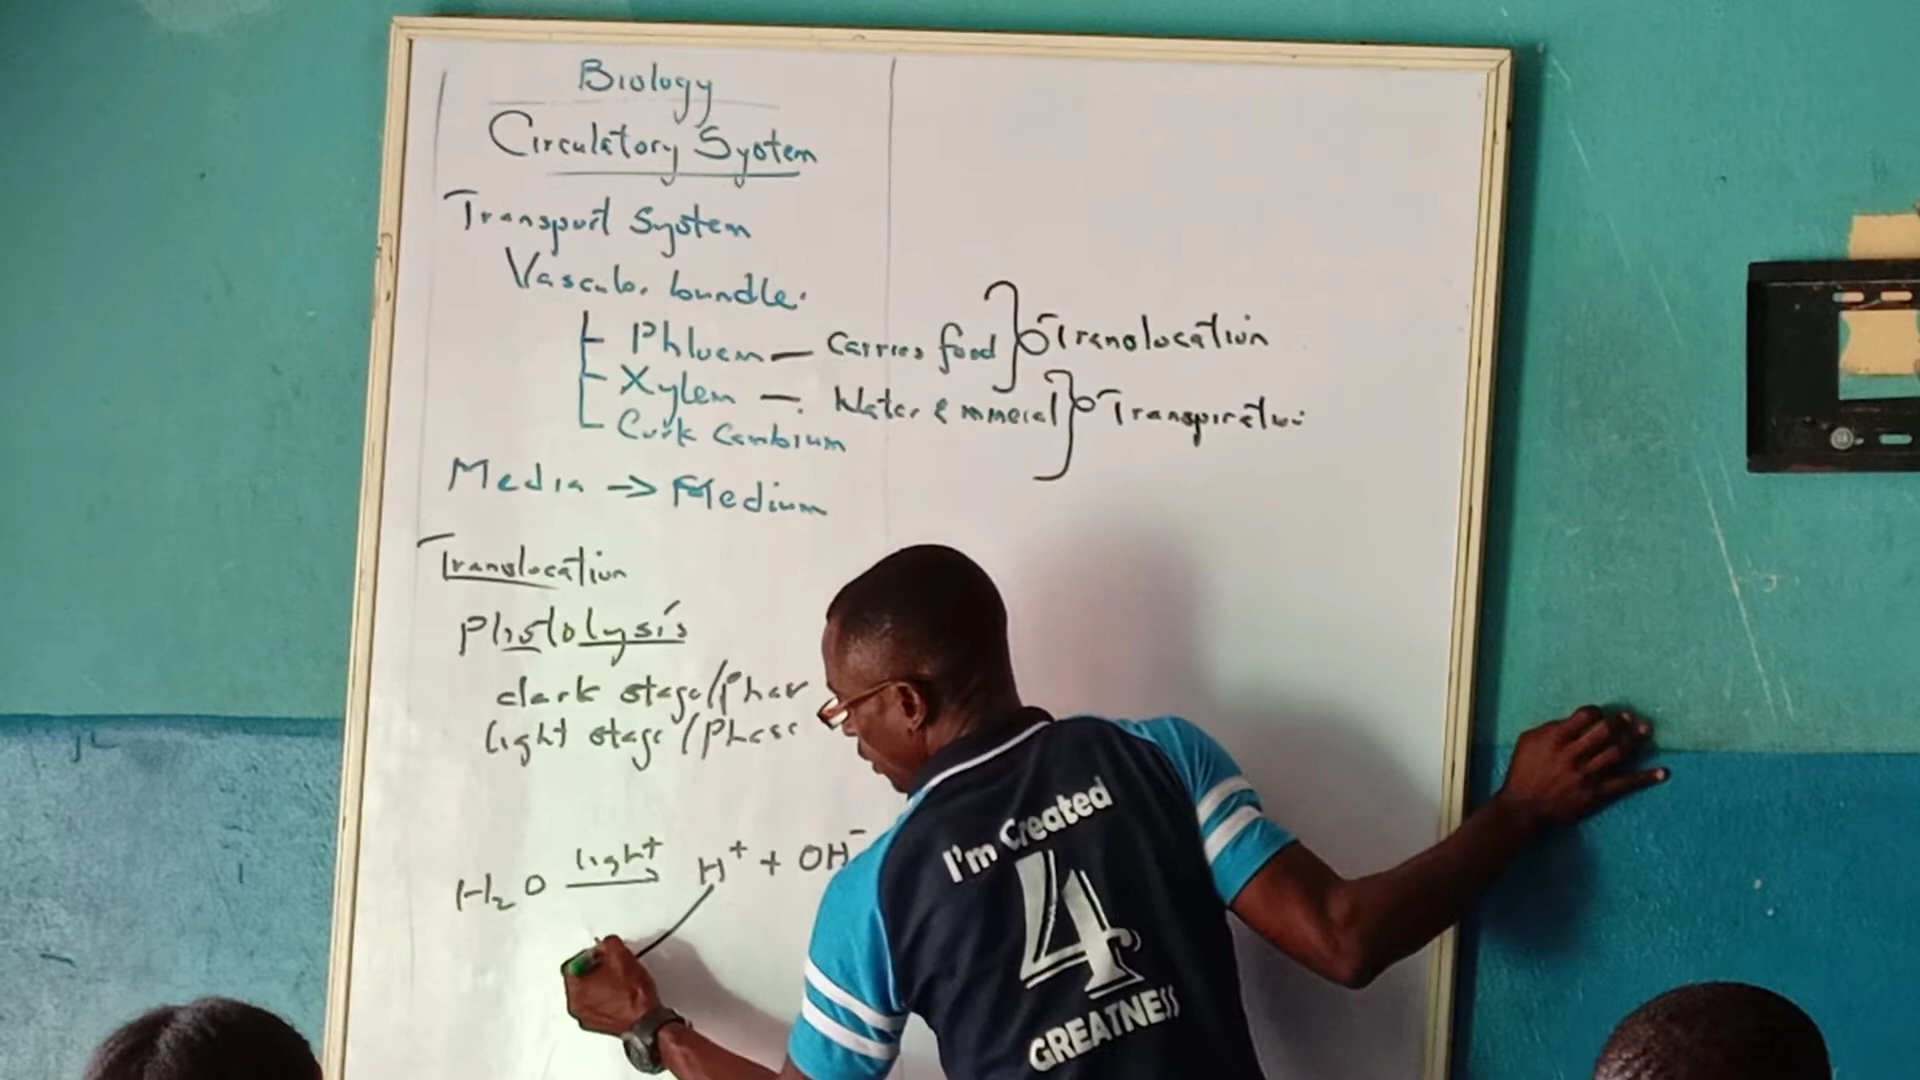 Biology
Circulatory System
Transport System
Vascular bundle.
Phloem — Carries food } Translocation
Xylem — Water & mineral } Transpiration
Cork Cambium
Media → Medium
Translocation
Photolysis
dark stage/Phas
light stage/Phase
H₂O light → H⁺ + OH⁻
I'm Created
4
GREATNESS